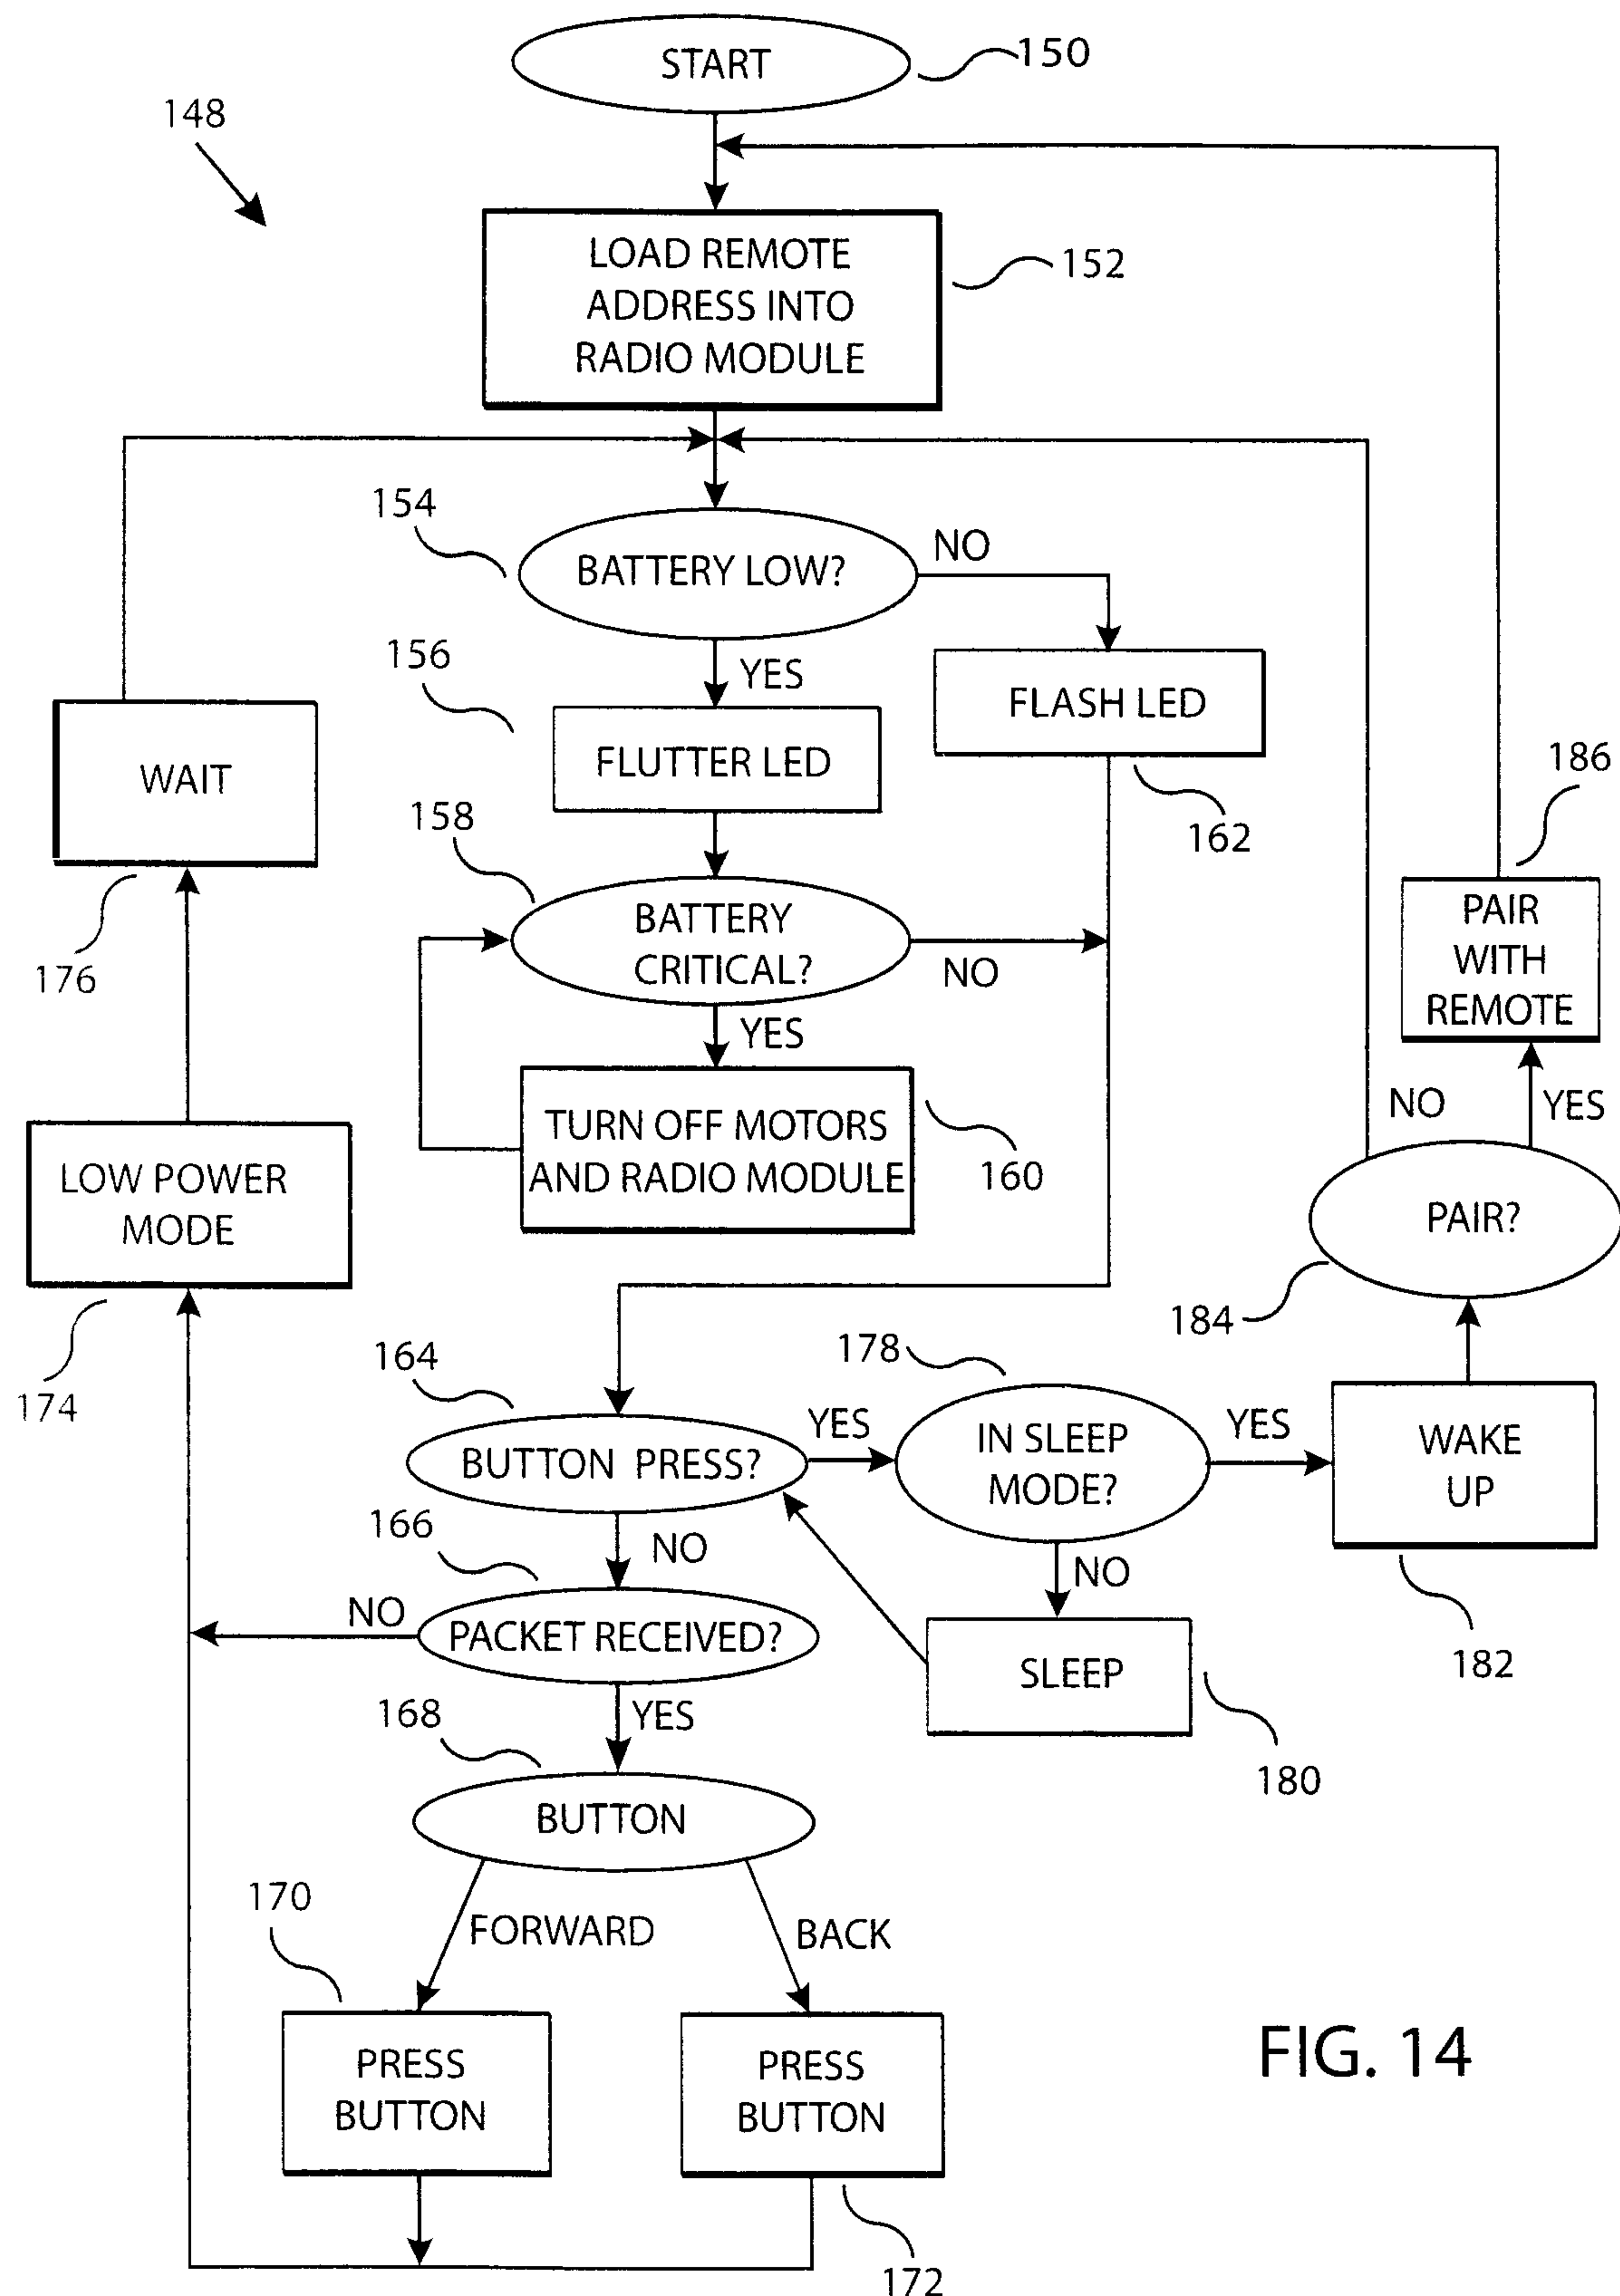 START
150
148
LOAD REMOTE
ADDRESS INTO
RADIO MODULE
152
154
BATTERY LOW?
NO
156
YES
FLASH LED
162
FLUTTER LED
WAIT
176
158
BATTERY
CRITICAL?
NO
YES
186
PAIR
WITH
REMOTE
NO
YES
TURN OFF MOTORS
AND RADIO MODULE
160
LOW POWER
MODE
174
PAIR?
184
164
BUTTON PRESS?
YES
178
IN SLEEP
MODE?
YES
WAKE
UP
182
NO
166
NO
PACKET RECEIVED?
NO
SLEEP
180
YES
168
BUTTON
170
FORWARD
BACK
PRESS
BUTTON
PRESS
BUTTON
172
FIG. 14